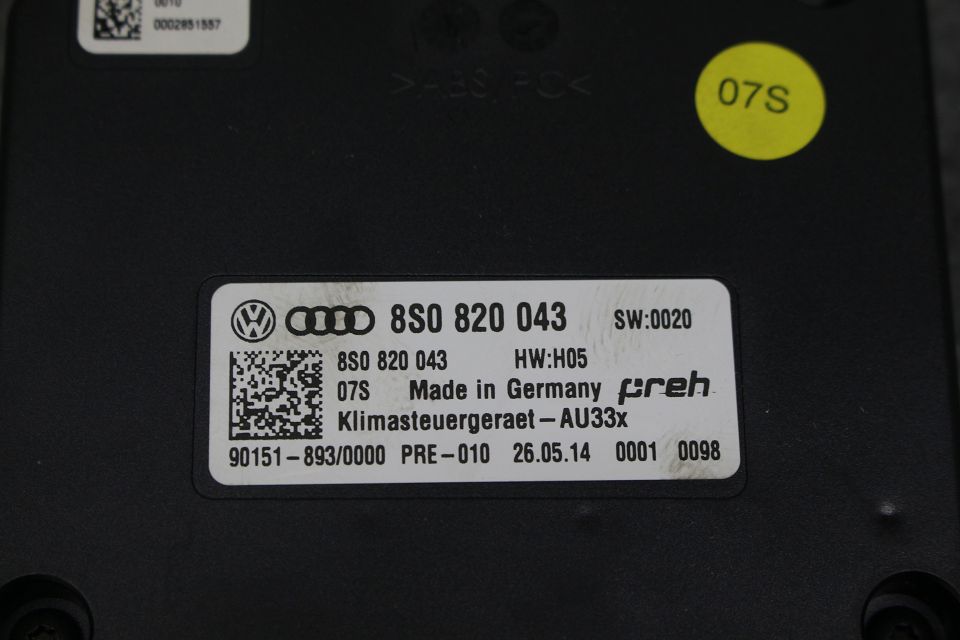 0010
0002851557
>ABS/PC<
07S
8S0 820 043 SW:0020
8S0 820 043 HW:H05
07S Made in Germany preh
Klimasteuergeraet-AU33x
90151-893/0000 PRE-010 26.05.14 0001 0098